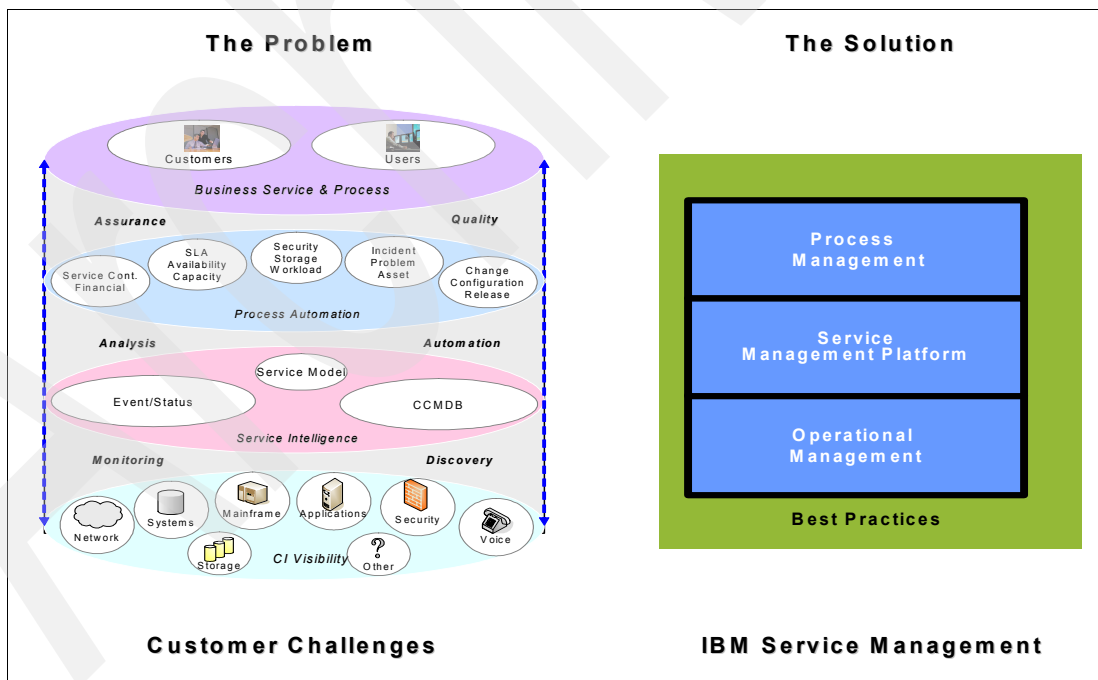 The Problem
The Solution
Customers
Users
Business Service & Process
Assurance
Quality
Service Cont.
Financial
SLA
Availability
Capacity
Security
Storage
Workload
Incident
Problem
Asset
Change
Configuration
Release
Process Automation
Analysis
Automation
Service Model
Event/Status
CCMDB
Service Intelligence
Monitoring
Discovery
Network
Systems
Mainframe
Applications
Security
Voice
Storage
CI Visibility
Other
Process
Management
Service
Management Platform
Operational
Management
Best Practices
Customer Challenges
IBM Service Management